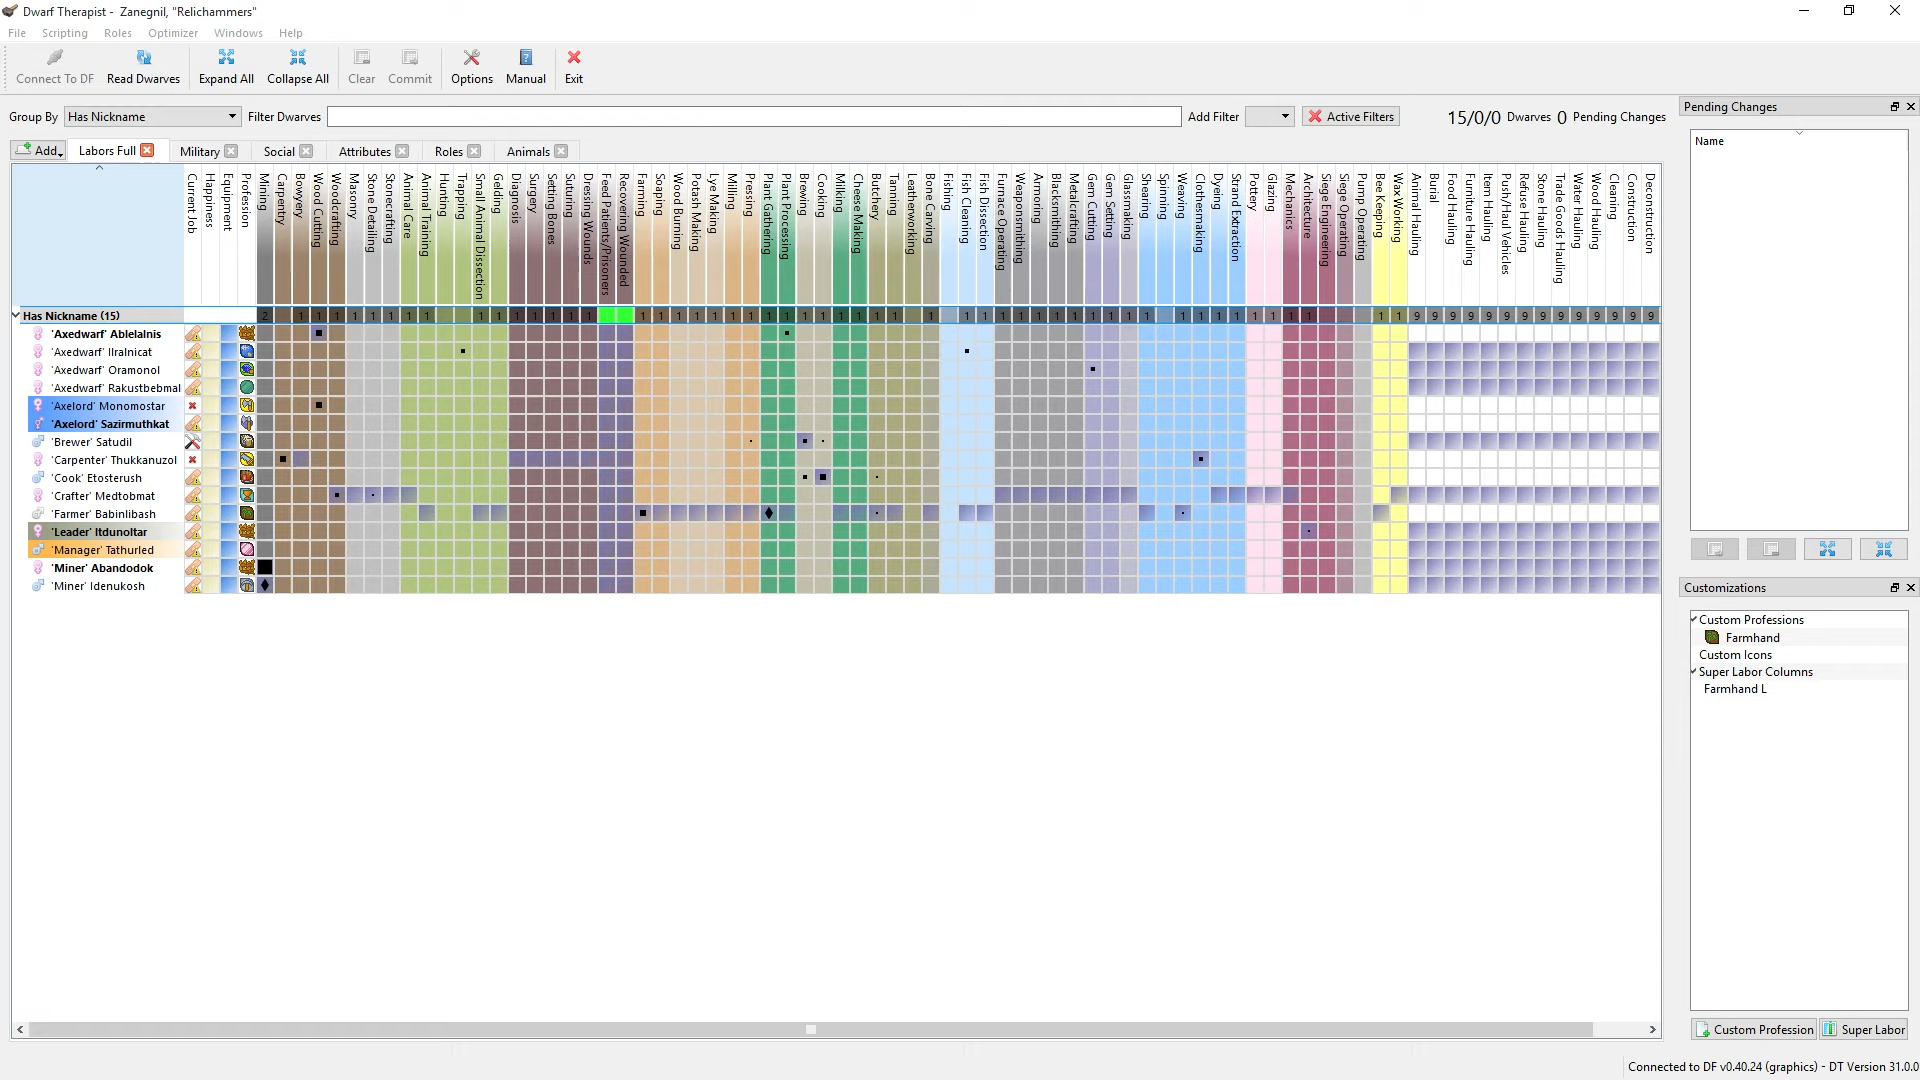 Dwarf Therapist - Zanegnil, "Relichammers"
File Scripting Roles Optimizer Windows Help
Connect To DF Read Dwarves Expand All Collapse All Clear Commit Options Manual Exit
Group By Has Nickname Filter Dwarves Add Filter Active Filters 15/0/0 Dwarves 0 Pending Changes
Add Labors Full Military Social Attributes Roles Animals
Current Job
Happiness
Equipment
Profession
Mining
Carpentry
Bowyery
Wood Cutting
Woodcrafting
Masonry
Stone Detailing
Stonecrafting
Animal Care
Animal Training
Hunting
Trapping
Small Animal Dissection
Gelding
Diagnosis
Surgery
Setting Bones
Suturing
Dressing Wounds
Feed Patients/Prisoners
Recovering Wounded
Farming
Soaping
Wood Burning
Potash Making
Lye Making
Milling
Pressing
Plant Gathering
Plant Processing
Brewing
Cooking
Milking
Cheese Making
Butchery
Tanning
Leatherworking
Bone Carving
Fishing
Fish Cleaning
Fish Dissection
Furnace Operating
Weaponsmithing
Armoring
Blacksmithing
Metalcrafting
Gem Cutting
Gem Setting
Glassmaking
Shearing
Spinning
Weaving
Clothesmaking
Dyeing
Strand Extraction
Pottery
Glazing
Mechanics
Architecture
Siege Engineering
Siege Operating
Pump Operating
Bee Keeping
Wax Working
Animal Hauling
Burial
Food Hauling
Furniture Hauling
Item Hauling
Push/Haul Vehicles
Refuse Hauling
Stone Hauling
Trade Goods Hauling
Water Hauling
Wood Hauling
Cleaning
Construction
Deconstruction
Has Nickname (15)
'Axedwarf' Ablelalnis
'Axedwarf' Ilralnicat
'Axedwarf' Oramonol
'Axedwarf' Rakustbebmal
'Axelord' Monomostar
'Axelord' Sazirmuthkat
'Brewer' Satudil
'Carpenter' Thukkanuzol
'Cook' Etosterush
'Crafter' Medtobmat
'Farmer' Babinlibash
'Leader' Itdunoltar
'Manager' Tathurled
'Miner' Abandodok
'Miner' Idenukosh
Pending Changes
Name
Customizations
Custom Professions
Farmhand
Custom Icons
Super Labor Columns
Farmhand L
Custom Profession Super Labor
Connected to DF v0.40.24 (graphics) - DT Version 31.0.0